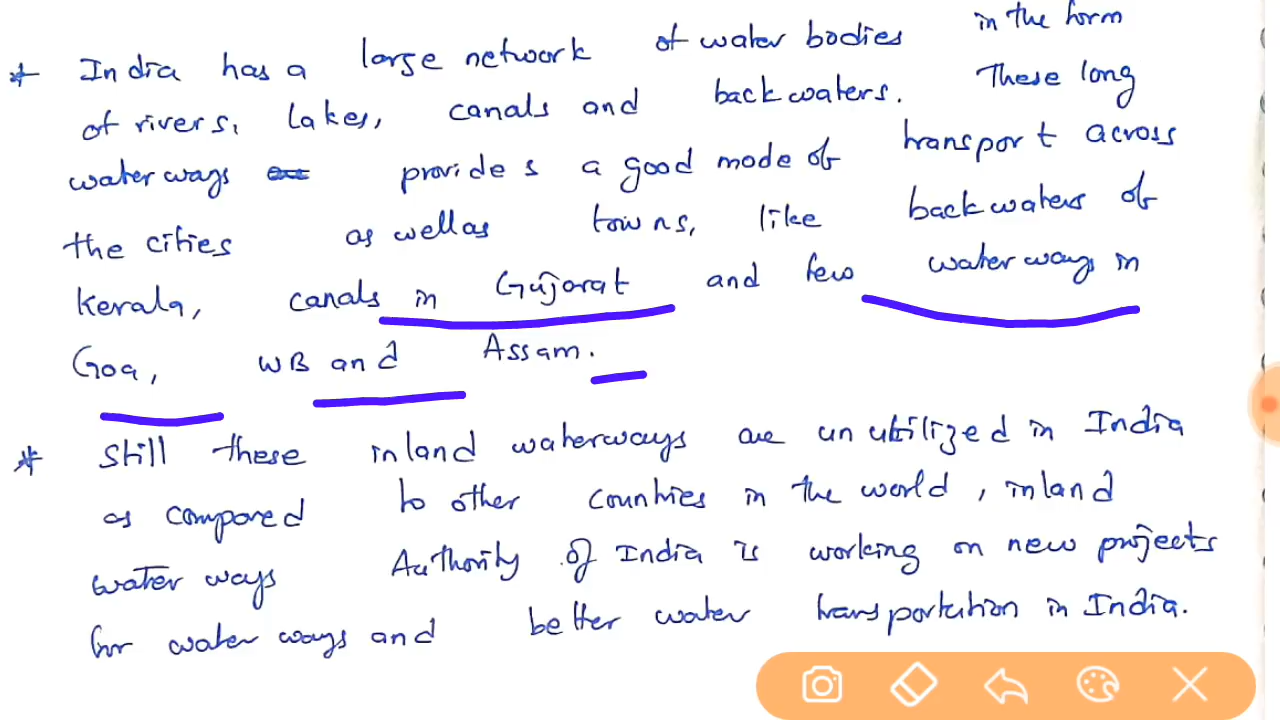 * India has a large network of water bodies in the form
of rivers, lakes, canals and backwaters. These long
water ways provides a good mode of transport across
the cities as well as towns, like backwaters of
Kerala, canals in Gujarat and few water ways in
Goa, WB and Assam.
* Still these inland waterways are unutilized in India
as compared to other countries in the world, inland
water ways Authority of India is working on new projects
for water ways and better water transportation in India.